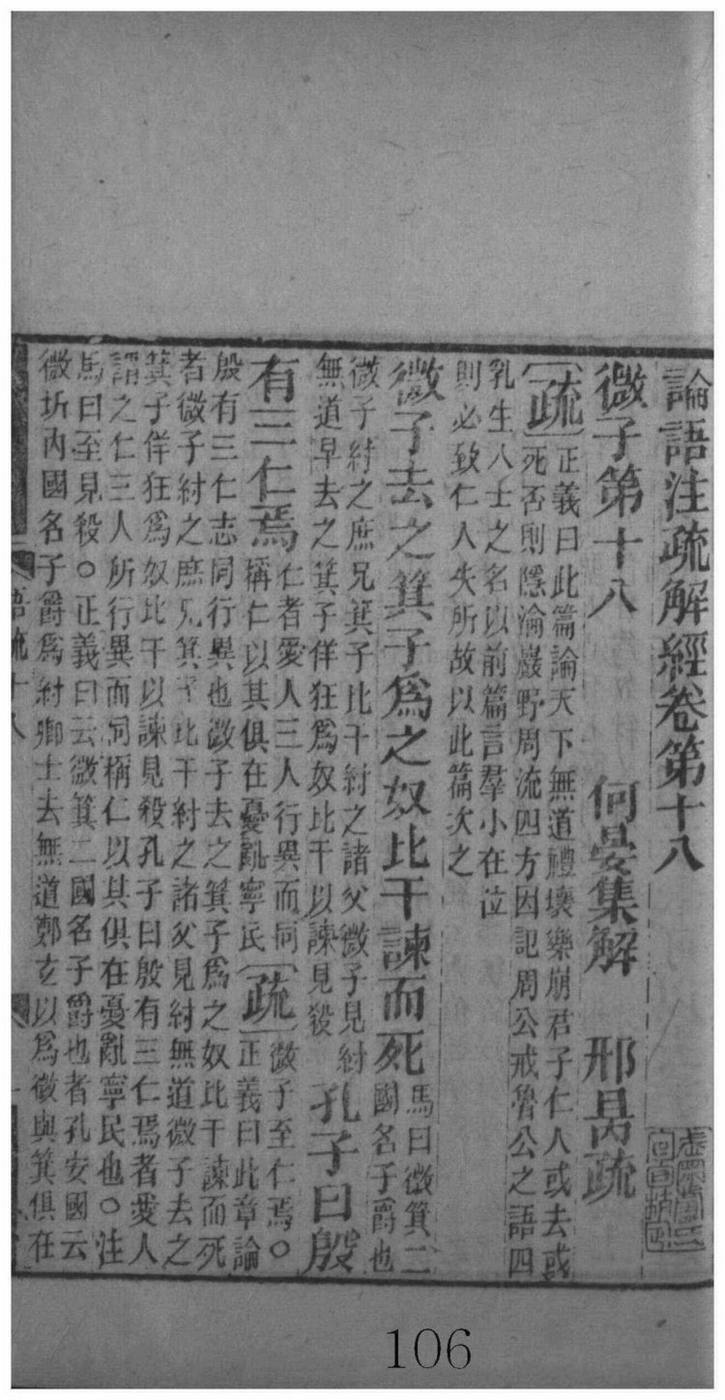 論語注疏解經卷第十八
微子第十八　何晏集解　邢昺疏
〔疏〕正義曰此篇論天下無道禮壞樂崩君子仁人或去或
死否則隱淪巖野周流四方因記周公戒魯公之語四
乳生八士之名以前篇言羣小在位
則必致仁人失所故以此篇次之
微子去之箕子爲之奴比干諫而死馬曰微箕二
國名子爵也
微子紂之庶兄箕子比干紂之諸父微子見紂
無道早去之箕子佯狂爲奴比干以諫見殺
孔子曰殷
有三仁焉仁者愛人三人行異而同
稱仁以其俱在憂亂寧民
〔疏〕微子至仁焉○
正義曰此章論
殷有三仁志同行異也微子去之箕子爲之奴比干諫而死
者微子紂之庶兄箕子比干紂之諸父見紂無道微子去之
箕子佯狂爲奴比干以諫見殺孔子曰殷有三仁焉者愛人
謂之仁三人所行異而同稱仁以其俱在憂亂寧民也○注
馬曰至見殺○正義曰云微箕二國名子爵也者孔安國云
微圻內國名子爵爲紂卿士去無道鄭玄以爲微與箕俱在
語疏十八
106